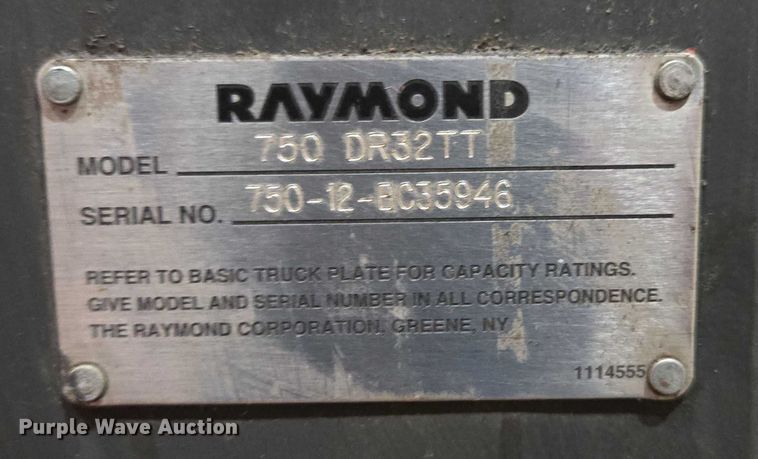 RAYMOND
MODEL 750 DR32TT
SERIAL NO. 750-12-BC35946
REFER TO BASIC TRUCK PLATE FOR CAPACITY RATINGS.
GIVE MODEL AND SERIAL NUMBER IN ALL CORRESPONDENCE.
THE RAYMOND CORPORATION, GREENE, NY
1114555
Purple Wave Auction